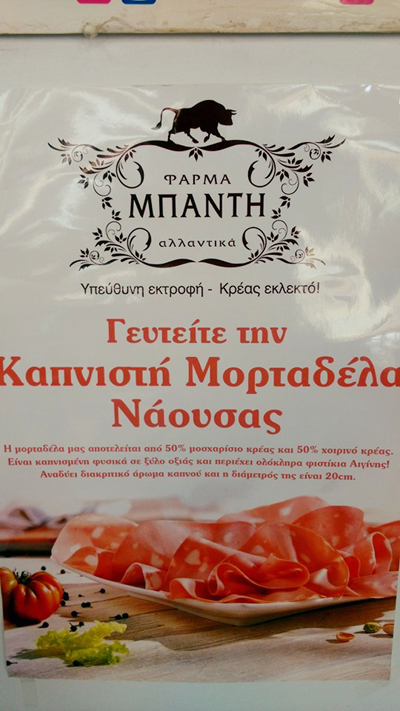 ΦΑΡΜΑ
ΜΠΑΝΤΗ
αλλαντικά
Υπεύθυνη εκτροφή - Κρέας εκλεκτό!
Γευτείτε την
Καπνιστή Μορταδέλα
Νάουσας
Η μορταδέλα μας αποτελείται από 50% μοσχαρίσιο κρέας και 50% χοιρινό κρέας.
Είναι καπνισμένη φυσικά σε ξύλο οξιάς και περιέχει ολόκληρα φιστίκια Αιγίνης!
Αναδύει διακριτικό άρωμα καπνού και η διάμετρός της είναι 20cm.